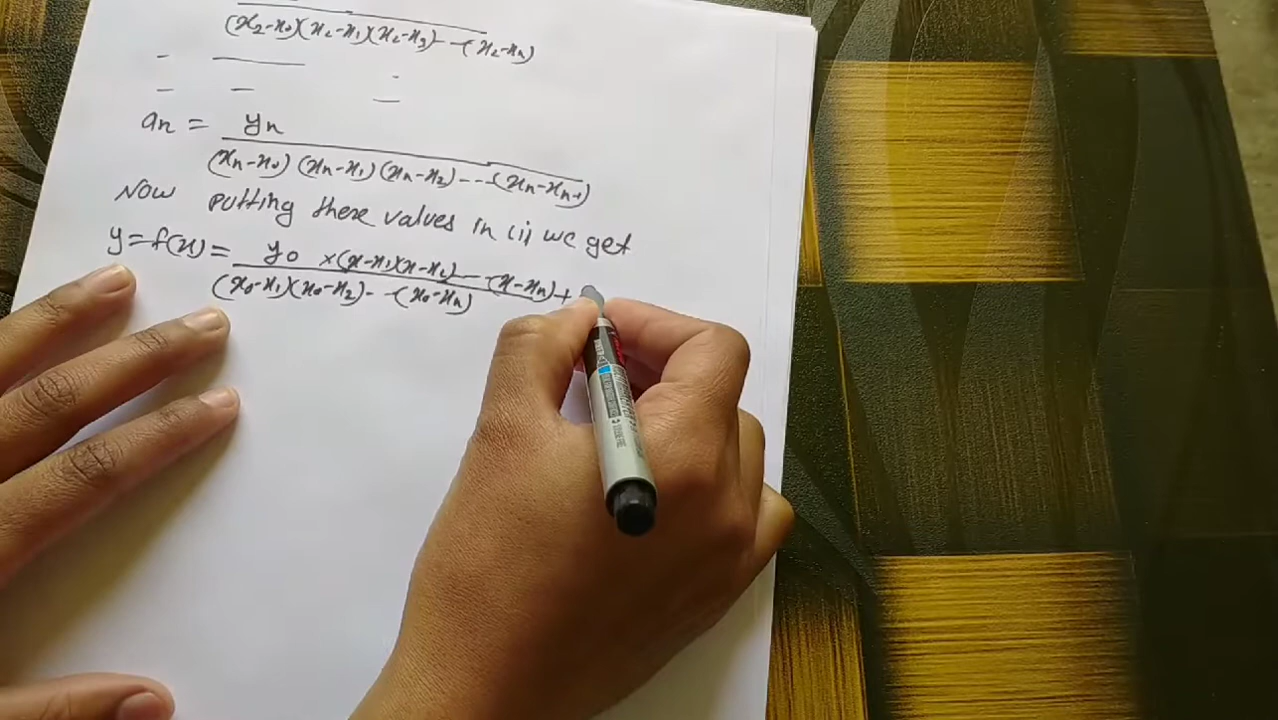 (x₂-x₀)(x₂-x₁)(x₂-x₃)--(x₂-xₙ)
- — -
- — =
aₙ = yₙ
(xₙ-x₀) (xₙ-x₁)(xₙ-x₂)---(xₙ-xₙ₋₁)
Now putting these values in (i) we get
y=f(x)= y₀ ×(x-x₁)(x-x₂)---(x-xₙ)+
(x₀-x₁)(x₀-x₂)--(x₀-xₙ)